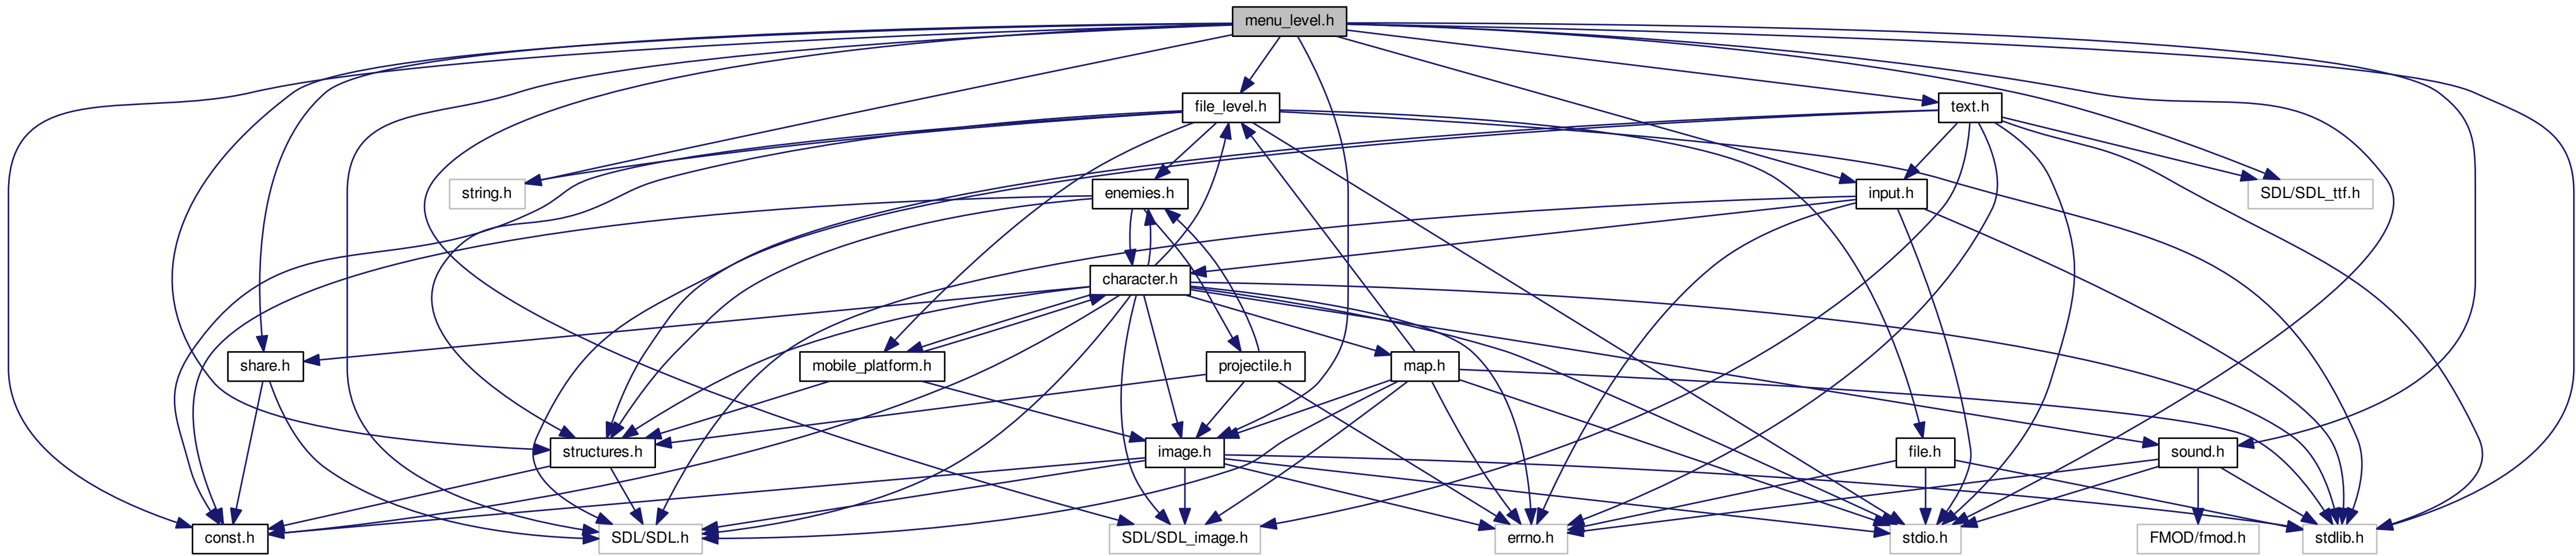 menu_level.h
file_level.h
text.h
string.h
enemies.h
input.h
SDL/SDL_ttf.h
character.h
share.h
mobile_platform.h
projectile.h
map.h
structures.h
image.h
file.h
sound.h
const.h
SDL/SDL.h
SDL/SDL_image.h
errno.h
stdio.h
FMOD/fmod.h
stdlib.h